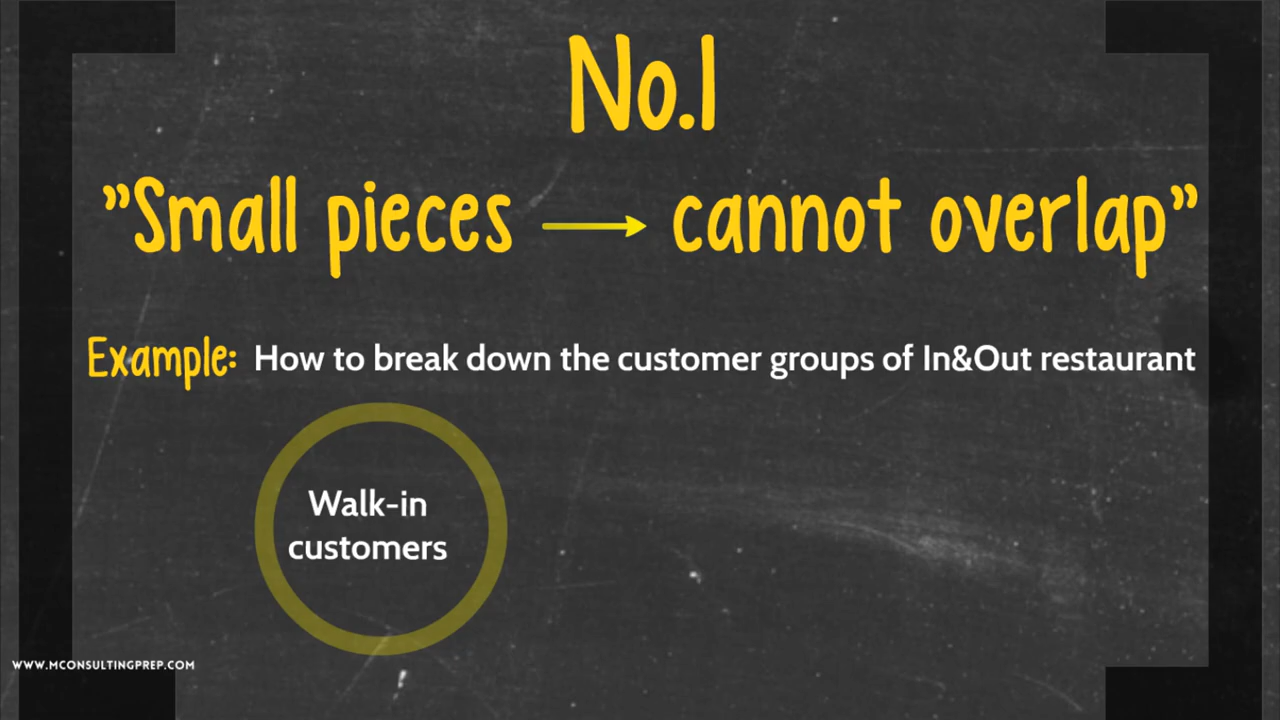 No.1
”Small pieces → cannot overlap”
Example: How to break down the customer groups of In&Out restaurant
Walk-in
customers
WWW.MCONSULTINGPREP.COM